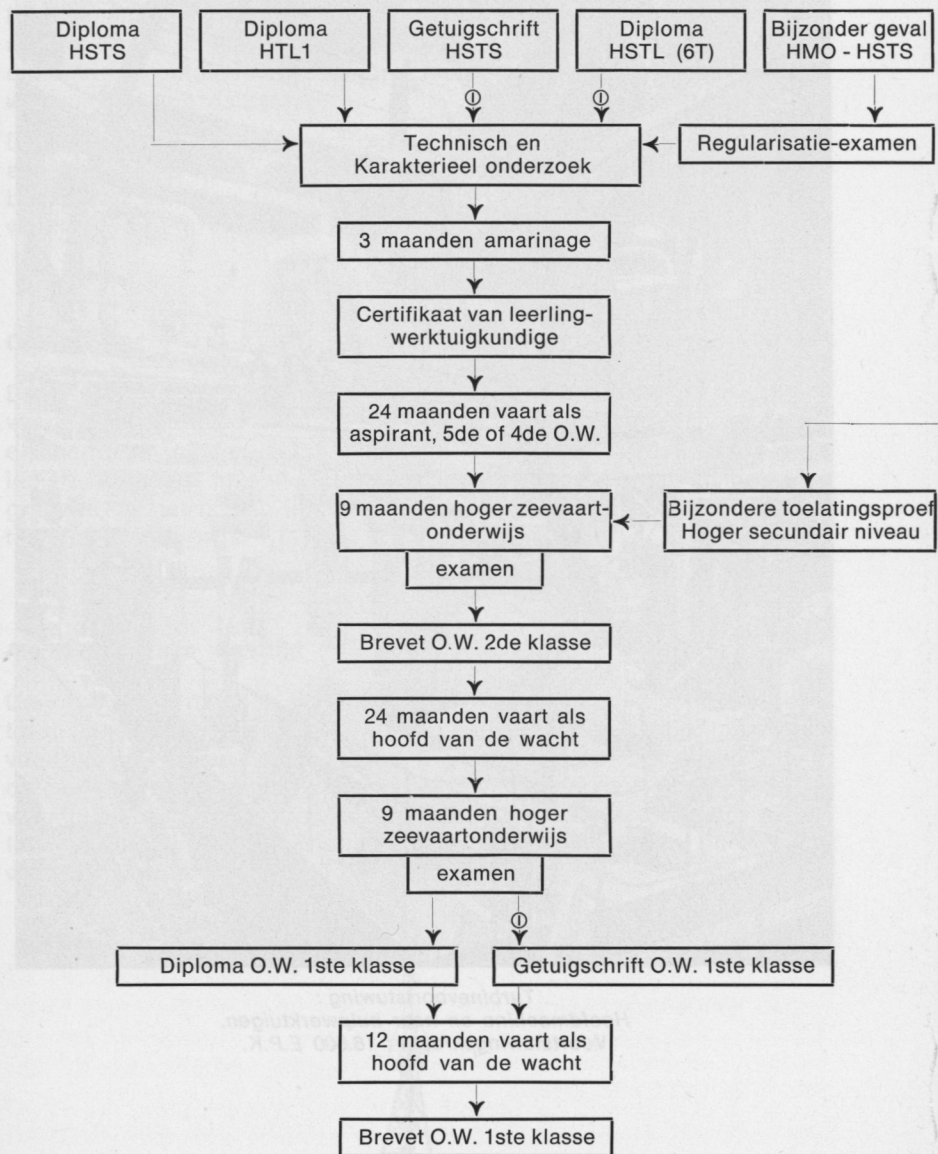 Diploma
HSTS
Diploma
HTL1
Getuigschrift
HSTS
Diploma
HSTL (6T)
Bijzonder geval
HMO - HSTS
Technisch en
Karakterieel onderzoek
Regularisatie-examen
3 maanden amarinage
Certifikaat van leerling-
werktuigkundige
24 maanden vaart als
aspirant, 5de of 4de O.W.
9 maanden hoger zeevaart-
onderwijs
Bijzondere toelatingsproef
Hoger secundair niveau
examen
Brevet O.W. 2de klasse
24 maanden vaart als
hoofd van de wacht
9 maanden hoger
zeevaartonderwijs
examen
Diploma O.W. 1ste klasse
Getuigschrift O.W. 1ste klasse
12 maanden vaart als
hoofd van de wacht
Brevet O.W. 1ste klasse